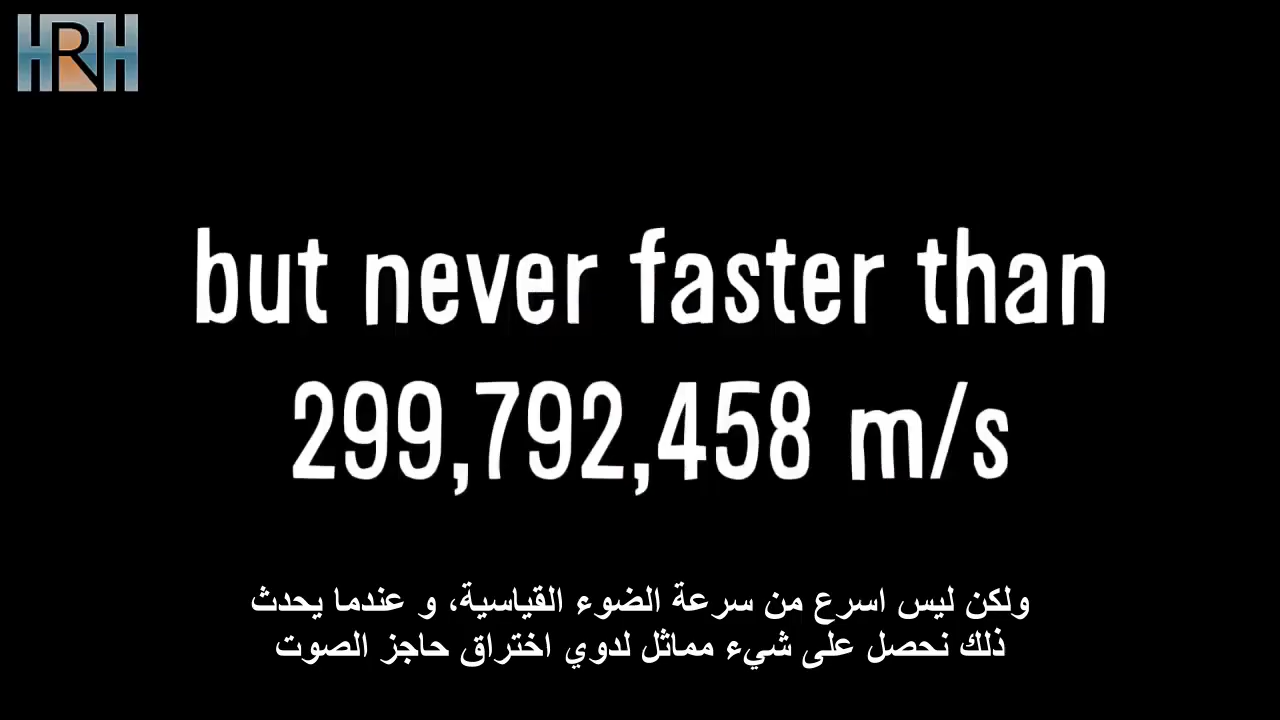 HRH
but never faster than
299,792,458 m/s
ولكن ليس اسرع من سرعة الضوء القياسية، و عندما يحدث
ذلك نحصل على شيء مماثل لدوي اختراق حاجز الصوت